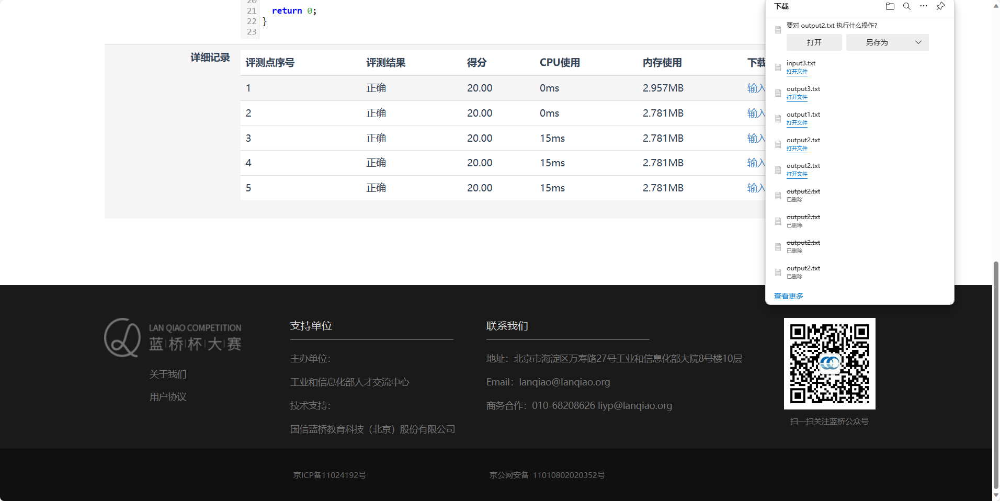 20
21 return 0;
22 }
23
详细记录
评测点序号 评测结果 得分 CPU使用 内存使用 下载
1 正确 20.00 0ms 2.957MB 输入
2 正确 20.00 0ms 2.781MB 输入
3 正确 20.00 15ms 2.781MB 输入
4 正确 20.00 15ms 2.781MB 输入
5 正确 20.00 15ms 2.781MB 输入
下载
要对 output2.txt 执行什么操作?
打开 另存为
input3.txt
打开文件
output3.txt
打开文件
output1.txt
打开文件
output2.txt
打开文件
output2.txt
打开文件
output2.txt
已删除
output2.txt
已删除
output2.txt
已删除
output2.txt
已删除
查看更多
LAN QIAO COMPETITION
蓝桥杯大赛
关于我们
用户协议
支持单位
主办单位：
工业和信息化部人才交流中心
技术支持：
国信蓝桥教育科技（北京）股份有限公司
联系我们
地址：北京市海淀区万寿路27号工业和信息化部大院8号楼10层
Email：lanqiao@lanqiao.org
商务合作：010-68208626 liyp@lanqiao.org
扫一扫关注蓝桥公众号
京ICP备11024192号
京公网安备 11010802020352号